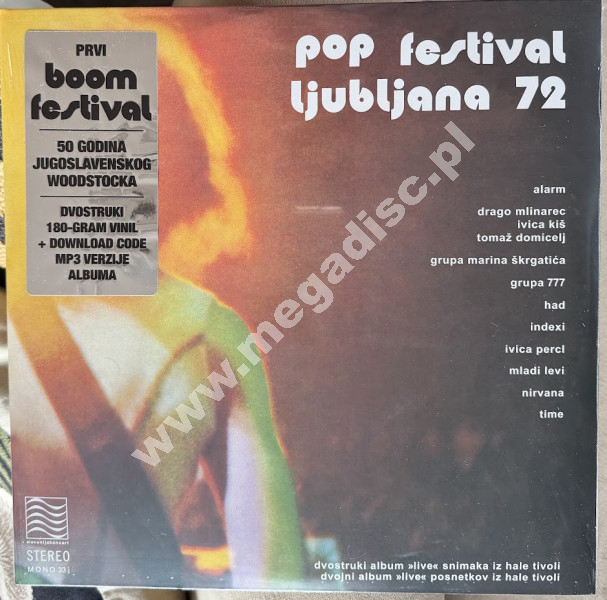 PRVI
boom
festival
50 GODINA
JUGOSLAVENSKOG
WOODSTOCKA
DVOSTRUKI
180-GRAM VINIL
+ DOWNLOAD CODE
MP3 VERZIJE
ALBUMA
pop festival
ljubljana 72
alarm
drago mlinarec
ivica kiš
tomaž domicelj
grupa marina škrgatića
grupa 777
had
indexi
ivica percl
mladi levi
nirvana
time
www.megadisc.pl
STEREO
MONO 33
dvostruki album »live« snimaka iz hale tivoli
dvojni album »live« posnetkov iz hale tivoli